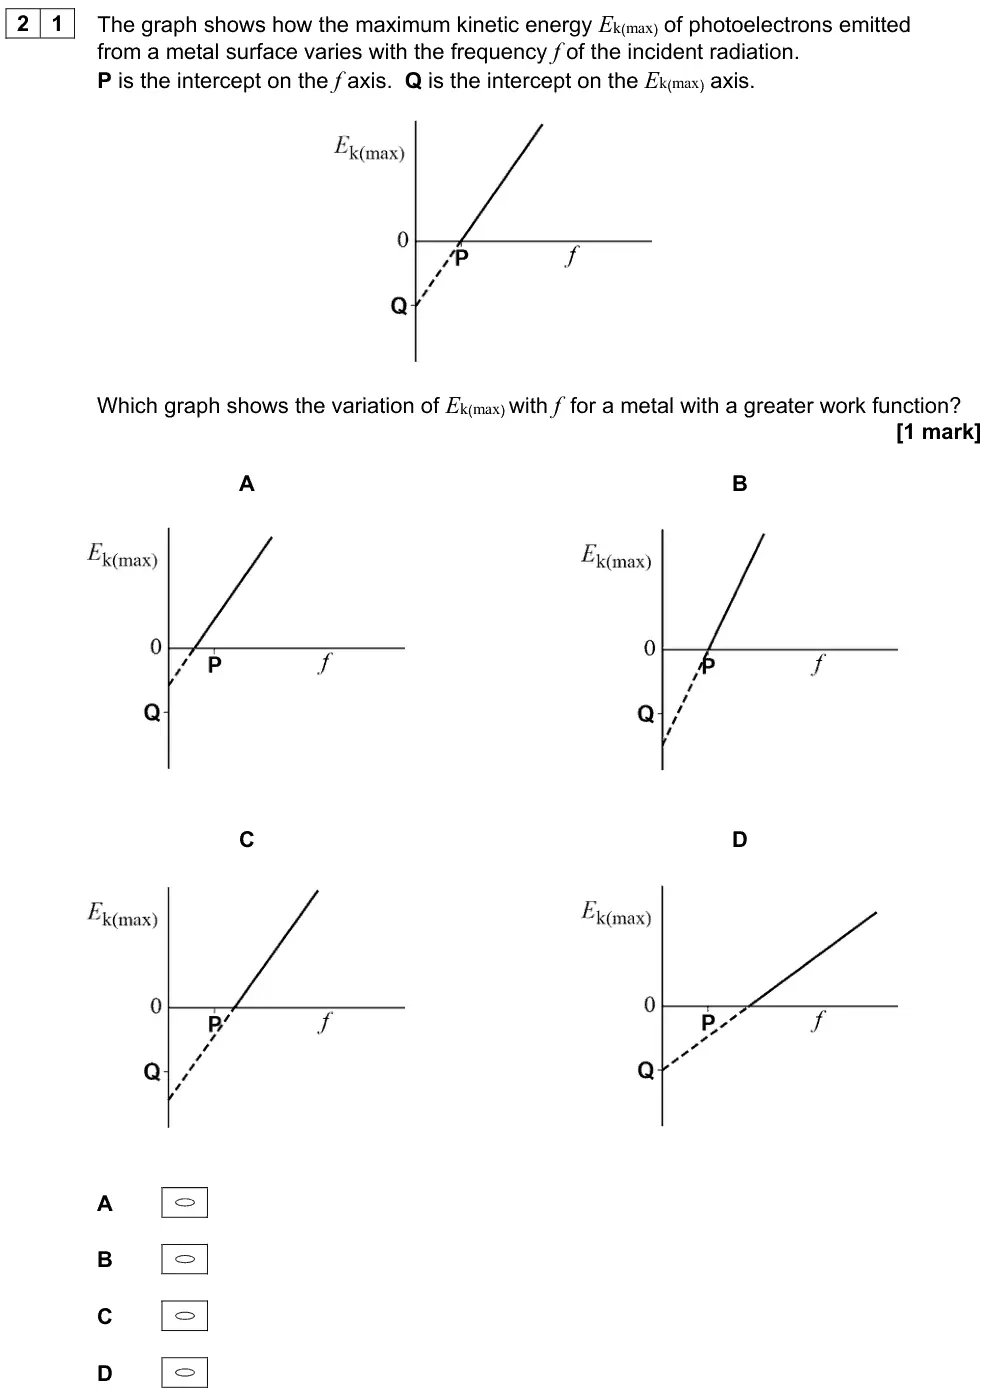 2 1 The graph shows how the maximum kinetic energy Ek(max) of photoelectrons emitted
from a metal surface varies with the frequency f of the incident radiation.
P is the intercept on the f axis. Q is the intercept on the Ek(max) axis.
Ek(max)
0
P
f
Q
Which graph shows the variation of Ek(max) with f for a metal with a greater work function?
[1 mark]
A
Ek(max)
0
P
f
Q
B
Ek(max)
0
P
f
Q
C
Ek(max)
0
P
f
Q
D
Ek(max)
0
P
f
Q
A
B
C
D